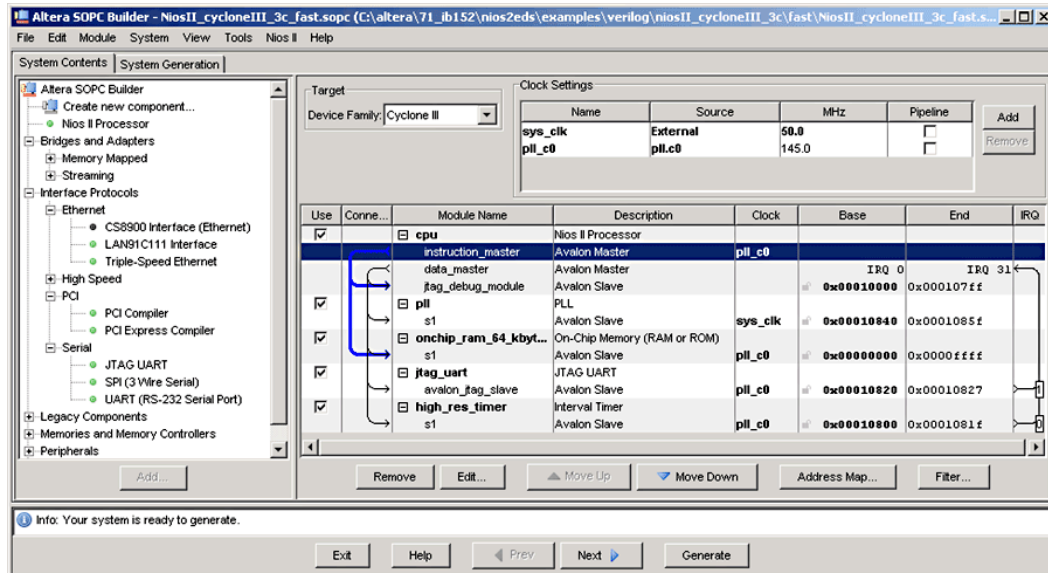 Altera SOPC Builder - NiosII_cycloneIII_3c_fast.sopc (C:\altera\71_ib152\nios2eds\examples\verilog\niosII_cycloneIII_3c\fast\NiosII_cycloneIII_3c_fast.s...
File Edit Module System View Tools Nios II Help
System Contents System Generation
Altera SOPC Builder
Create new component...
Nios II Processor
Bridges and Adapters
Memory Mapped
Streaming
Interface Protocols
Ethernet
CS8900 Interface (Ethernet)
LAN91C111 Interface
Triple-Speed Ethernet
High Speed
PCI
PCI Compiler
PCI Express Compiler
Serial
JTAG UART
SPI (3 Wire Serial)
UART (RS-232 Serial Port)
Legacy Components
Memories and Memory Controllers
Peripherals
Add...
Target
Device Family: Cyclone III
Clock Settings
Name Source MHz Pipeline
sys_clk External 50.0
pll_c0 pll.c0 145.0
Add
Remove
Use Conne... Module Name Description Clock Base End IRQ
cpu Nios II Processor
instruction_master Avalon Master pll_c0
data_master Avalon Master IRQ 0 IRQ 31
jtag_debug_module Avalon Slave 0x00010000 0x000107ff
pll PLL
s1 Avalon Slave sys_clk 0x00010840 0x0001085f
onchip_ram_64_kbyt... On-Chip Memory (RAM or ROM)
s1 Avalon Slave pll_c0 0x00000000 0x0000ffff
jtag_uart JTAG UART
avalon_jtag_slave Avalon Slave pll_c0 0x00010820 0x00010827 1
high_res_timer Interval Timer
s1 Avalon Slave pll_c0 0x00010800 0x0001081f 0
Remove Edit... Move Up Move Down Address Map... Filter...
Info: Your system is ready to generate.
Exit Help Prev Next Generate